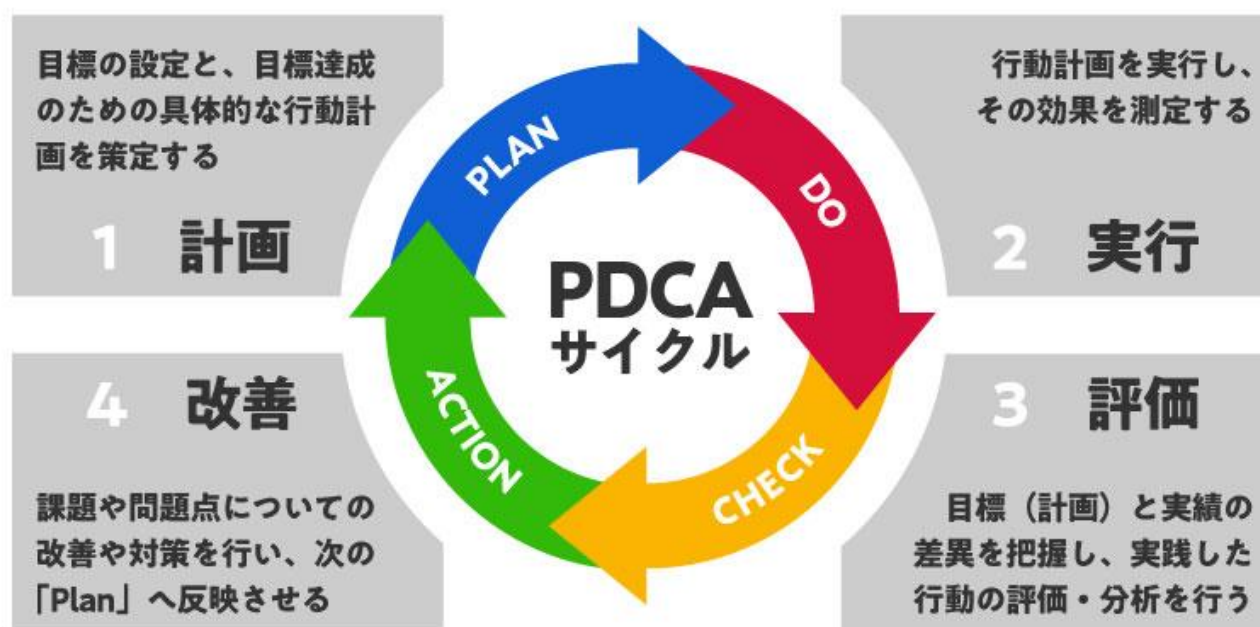 目標の設定と、目標達成
のための具体的な行動計
画を策定する
1 計画
行動計画を実行し、
その効果を測定する
2 実行
PLAN
DO
PDCA
サイクル
CHECK
ACTION
3 評価
目標（計画）と実績の
差異を把握し、実践した
行動の評価・分析を行う
4 改善
課題や問題点についての
改善や対策を行い、次の
「Plan」へ反映させる